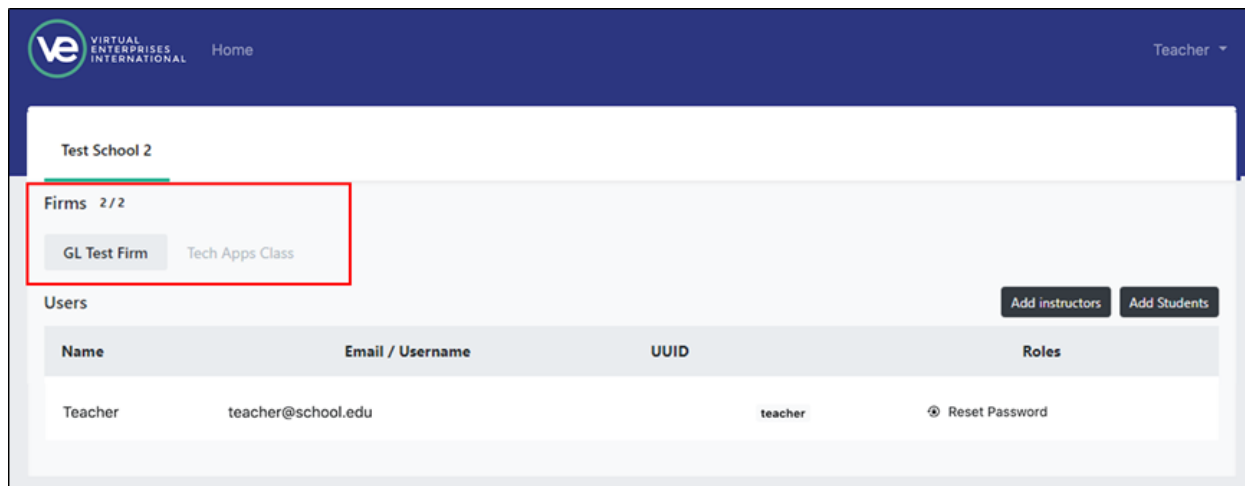 ve VIRTUAL
ENTERPRISES
INTERNATIONAL
Home
Teacher
Test School 2
Firms 2/2
GL Test Firm Tech Apps Class
Users
Add instructors Add Students
Name Email / Username UUID Roles
Teacher teacher@school.edu teacher Reset Password